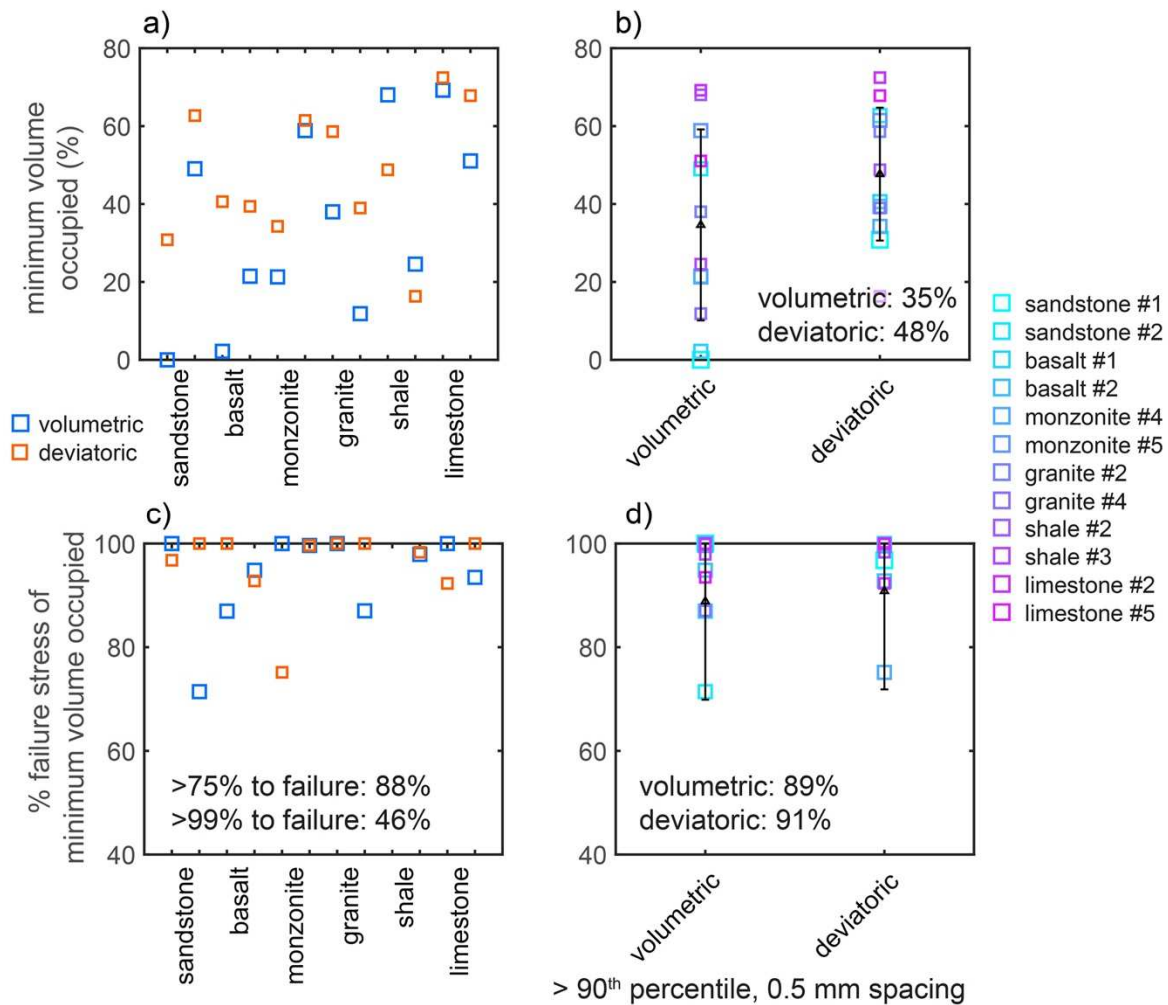 a)
80
60
40
20
0
minimum volume
occupied (%)
sandstone
basalt
monzonite
granite
shale
limestone
volumetric
deviatoric
b)
80
60
40
20
0
volumetric: 35%
deviatoric: 48%
volumetric
deviatoric
sandstone #1
sandstone #2
basalt #1
basalt #2
monzonite #4
monzonite #5
granite #2
granite #4
shale #2
shale #3
limestone #2
limestone #5
c)
100
80
60
40
% failure stress of
minimum volume occupied
>75% to failure: 88%
>99% to failure: 46%
sandstone
basalt
monzonite
granite
shale
limestone
d)
100
80
60
40
volumetric: 89%
deviatoric: 91%
volumetric
deviatoric
> 90th percentile, 0.5 mm spacing